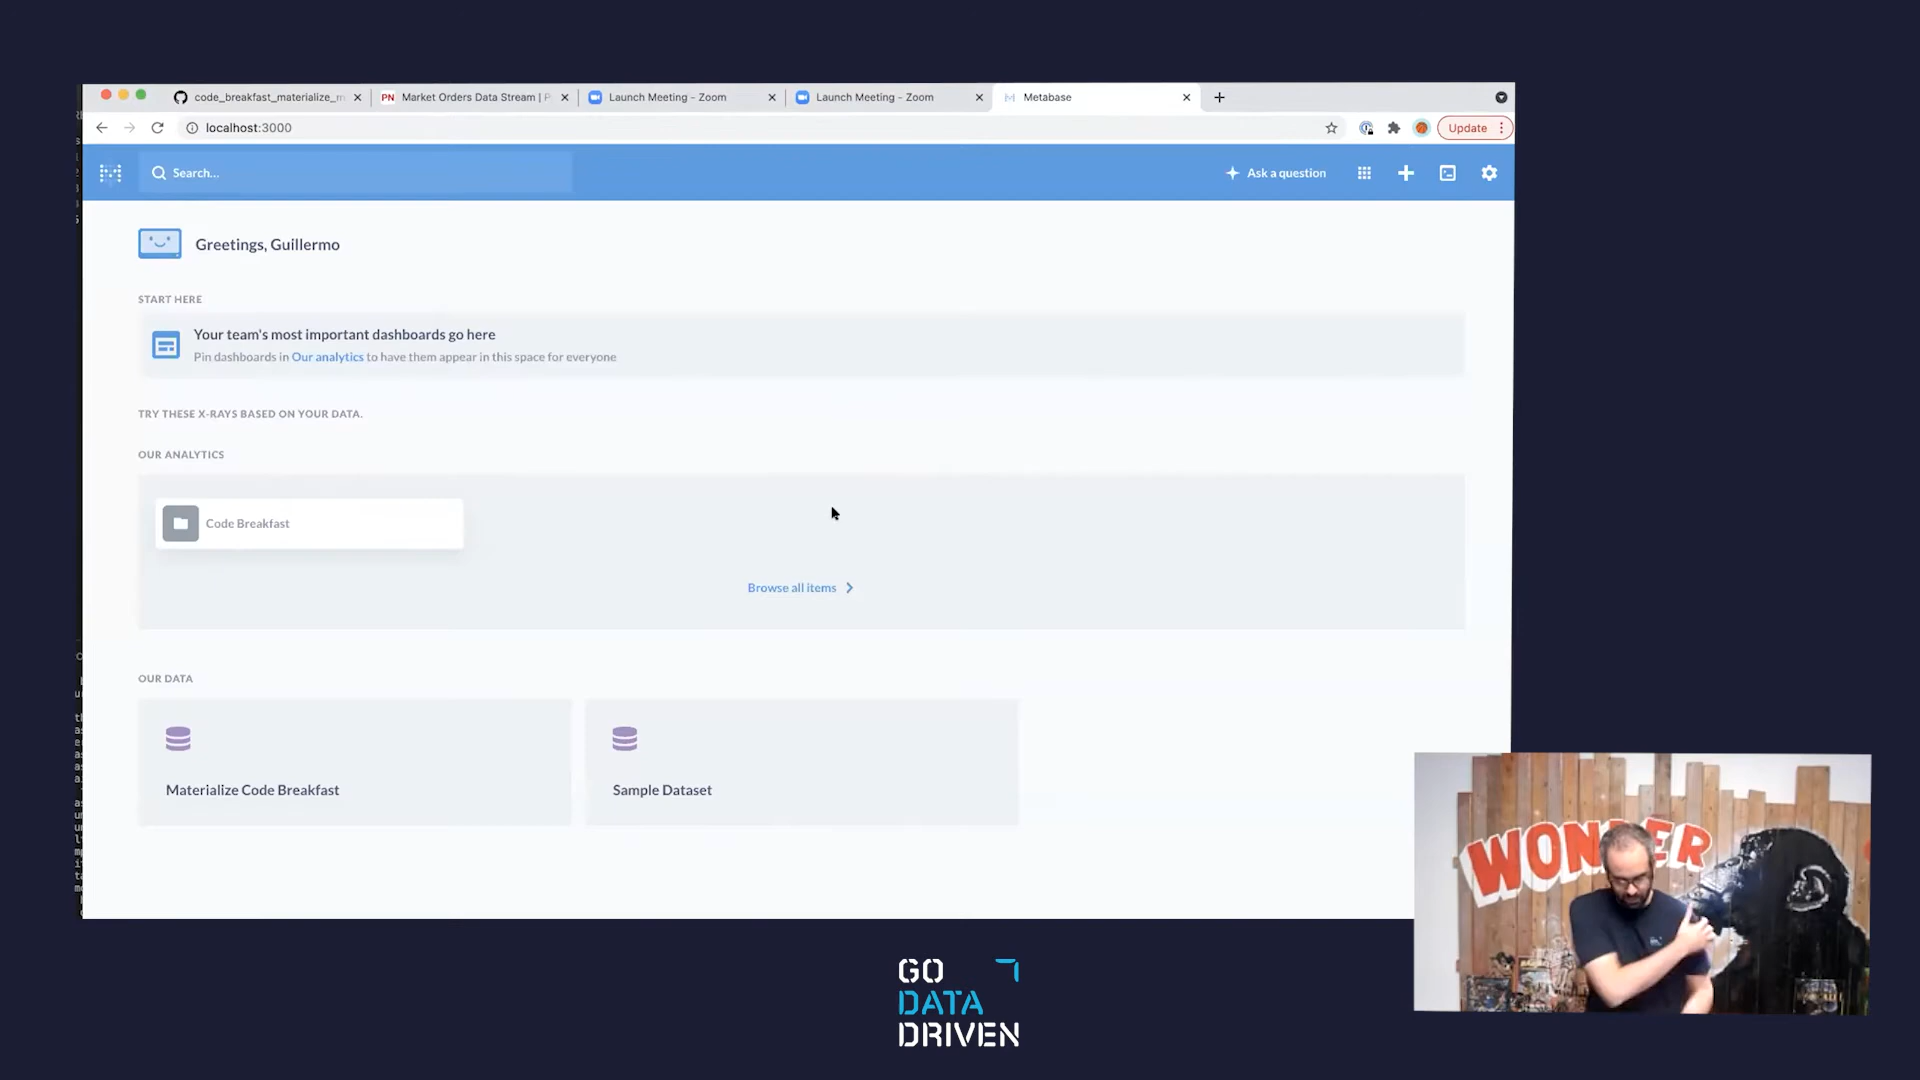 code_breakfast_materialize_m
PN Market Orders Data Stream | P
Launch Meeting - Zoom
Launch Meeting - Zoom
Metabase
localhost:3000
Update
Search...
Ask a question
Greetings, Guillermo
START HERE
Your team's most important dashboards go here
Pin dashboards in Our analytics to have them appear in this space for everyone
TRY THESE X-RAYS BASED ON YOUR DATA.
OUR ANALYTICS
Code Breakfast
Browse all items
OUR DATA
Materialize Code Breakfast
Sample Dataset
WONDER
GO
DATA
DRIVEN